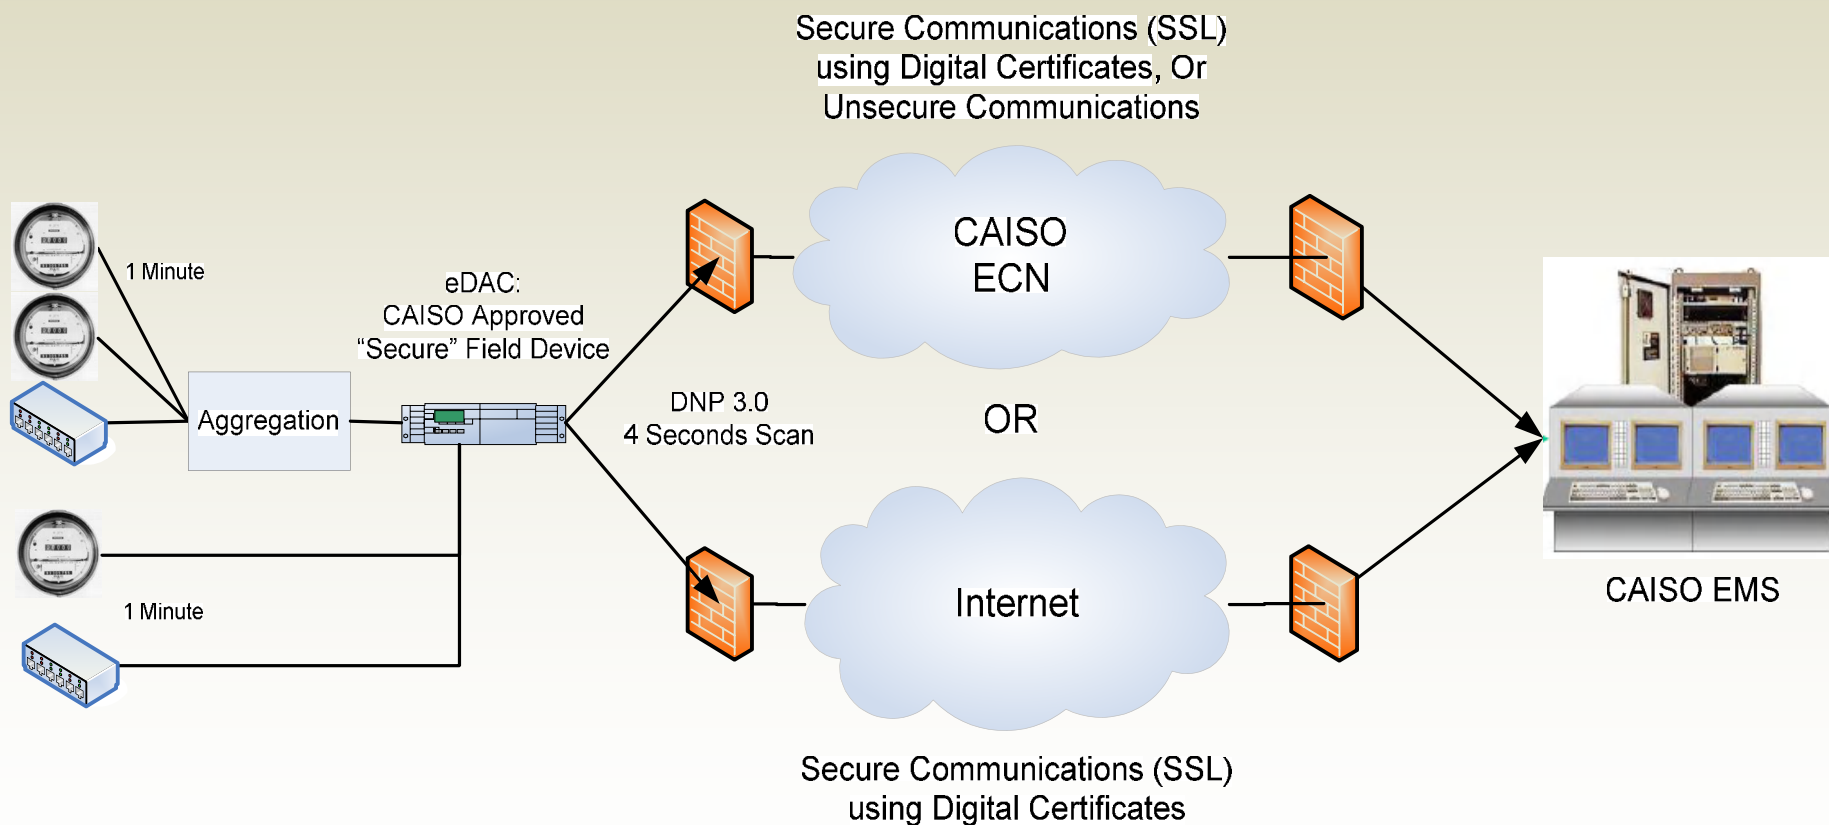 Secure Communications (SSL)
using Digital Certificates, Or
Unsecure Communications
1 Minute
eDAC:
CAISO Approved
“Secure” Field Device
CAISO
ECN
Aggregation
DNP 3.0
4 Seconds Scan
OR
1 Minute
Internet
CAISO EMS
Secure Communications (SSL)
using Digital Certificates